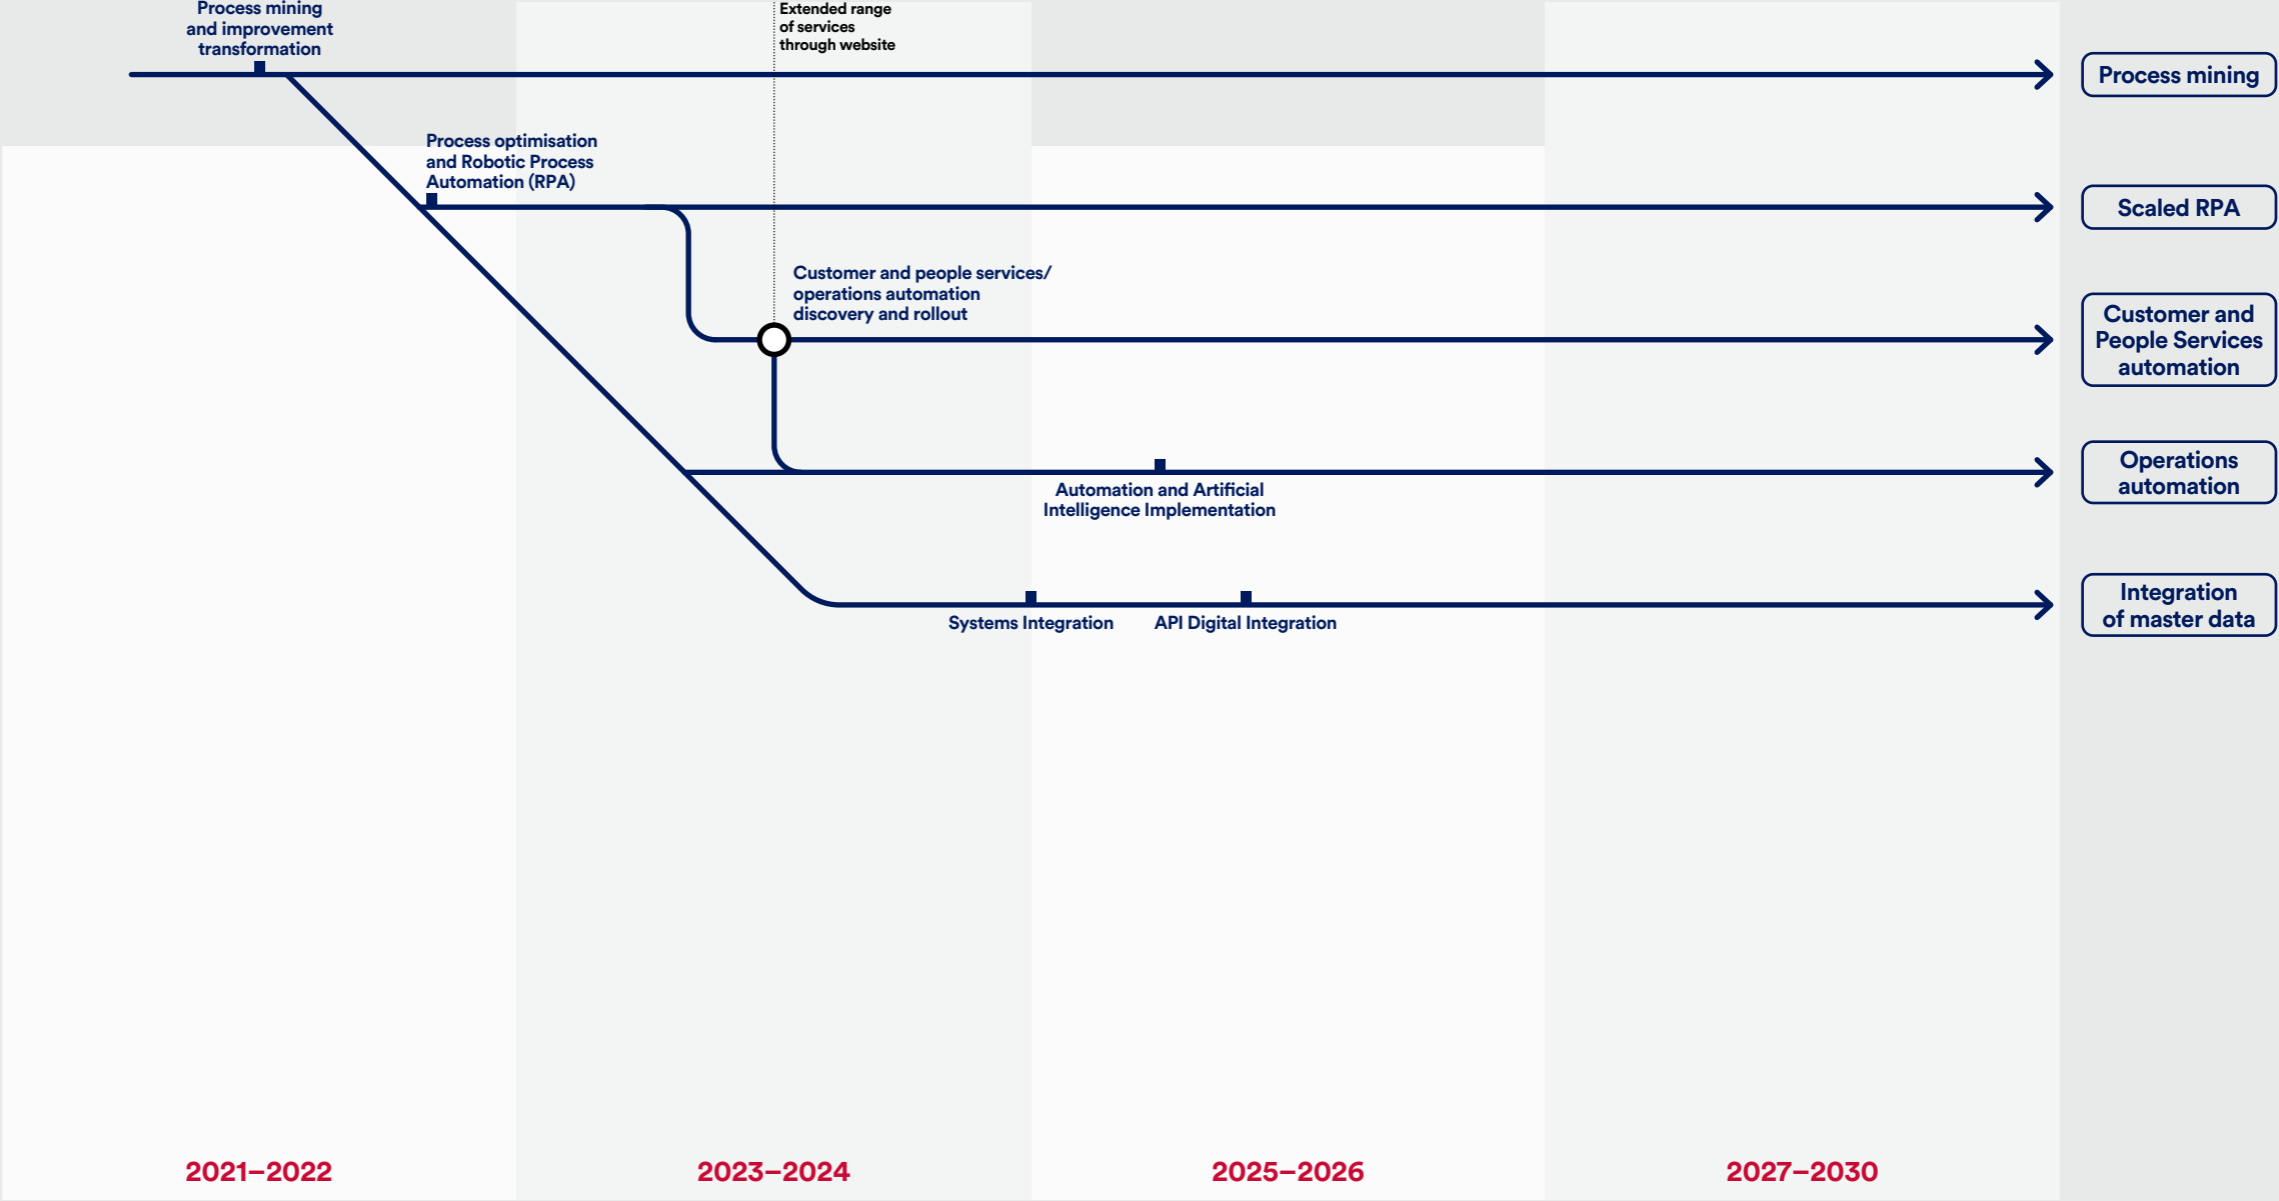 Process mining
and improvement
transformation
Extended range
of services
through website
Process mining
Process optimisation
and Robotic Process
Automation (RPA)
Scaled RPA
Customer and people services/
operations automation
discovery and rollout
Customer and
People Services
automation
Operations
automation
Automation and Artificial
Intelligence Implementation
Integration
of master data
Systems Integration
API Digital Integration
2021–2022
2023–2024
2025–2026
2027–2030